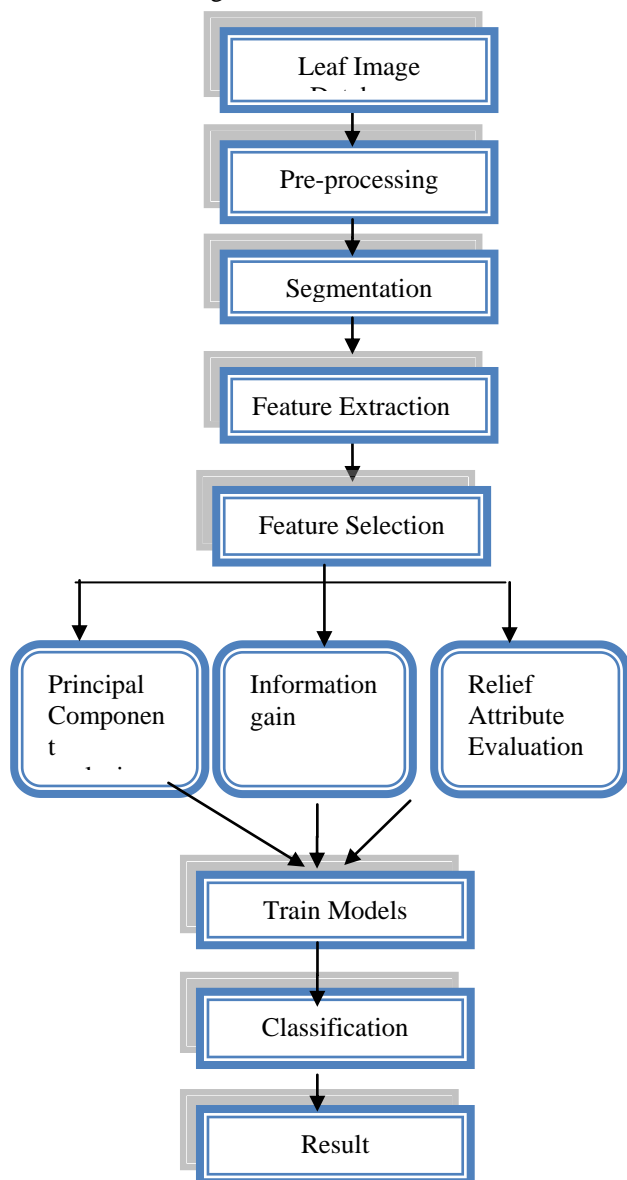 Leaf Image
Pre-processing
Segmentation
Feature Extraction
Feature Selection
Principal
Componen
t
Information
gain
Relief
Attribute
Evaluation
Train Models
Classification
Result